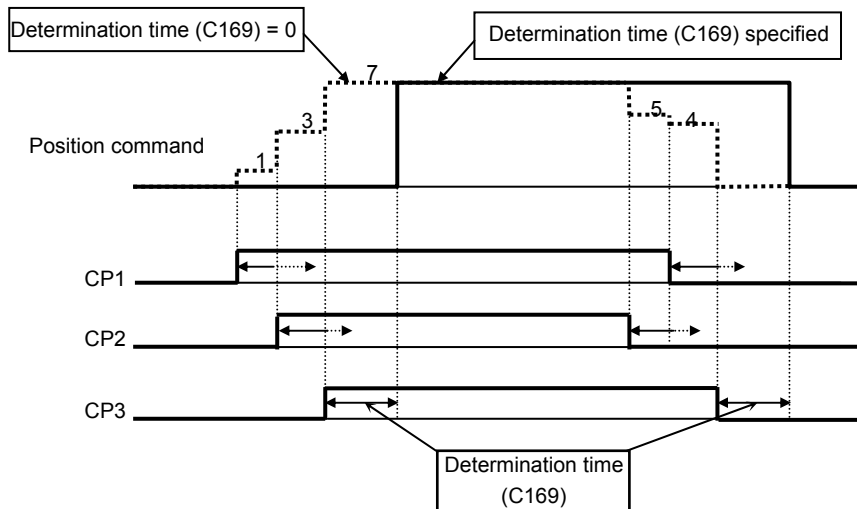 Determination time (C169) = 0
Determination time (C169) specified
7
3
5
4
1
Position command
CP1
CP2
CP3
Determination time
(C169)